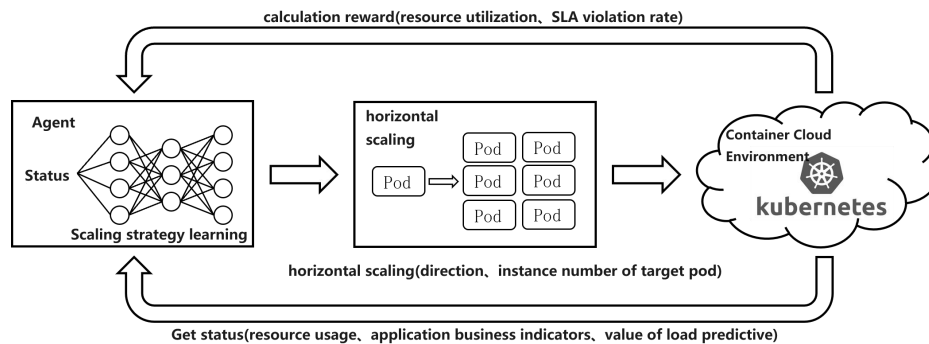 calculation reward(resource utilization、SLA violation rate)
Agent
Status
Scaling strategy learning
horizontal
scaling
Pod
Pod Pod
Pod Pod
Pod Pod
Container Cloud
Environment
kubernetes
horizontal scaling(direction、instance number of target pod)
Get status(resource usage、application business indicators、value of load predictive)